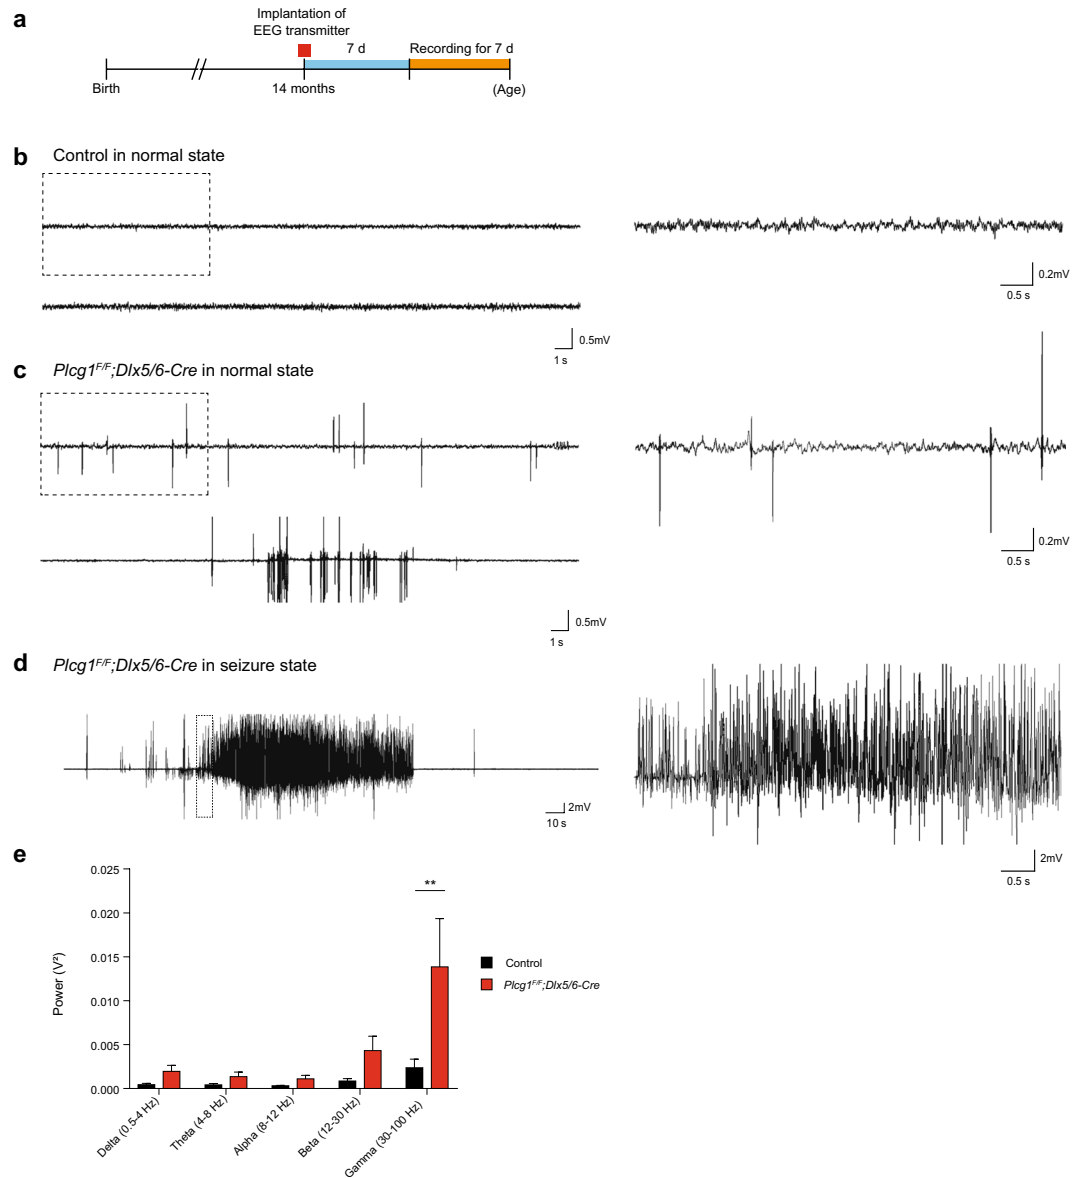 a
Implantation of
EEG transmitter
7 d
Recording for 7 d
Birth
14 months
(Age)
b
Control in normal state
0.2mV
0.5 s
0.5mV
1 s
c
Plcg1F/F;Dlx5/6-Cre in normal state
0.2mV
0.5 s
0.5mV
1 s
d
Plcg1F/F;Dlx5/6-Cre in seizure state
2mV
10 s
2mV
0.5 s
e
0.025
0.020
0.015
0.010
0.005
0.000
Power (V²)
**
Control
Plcg1F/F;Dlx5/6-Cre
Delta (0.5-4 Hz)
Theta (4-8 Hz)
Alpha (8-12 Hz)
Beta (12-30 Hz)
Gamma (30-100 Hz)